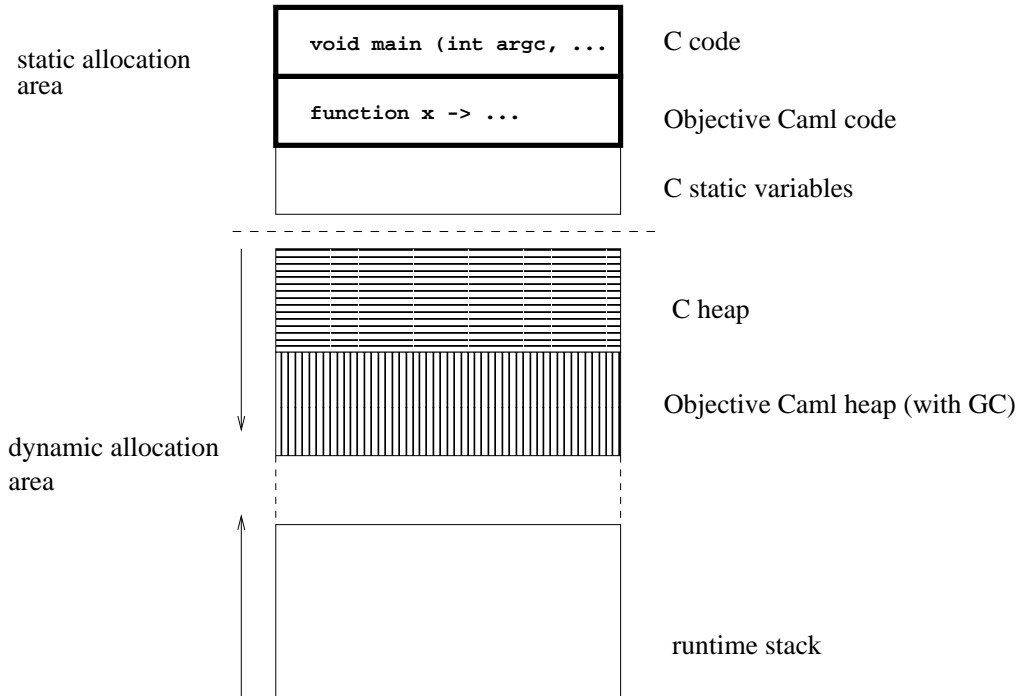 void main (int argc, ...
C code
static allocation
area
function x -> ...
Objective Caml code
C static variables
C heap
Objective Caml heap (with GC)
dynamic allocation
area
runtime stack